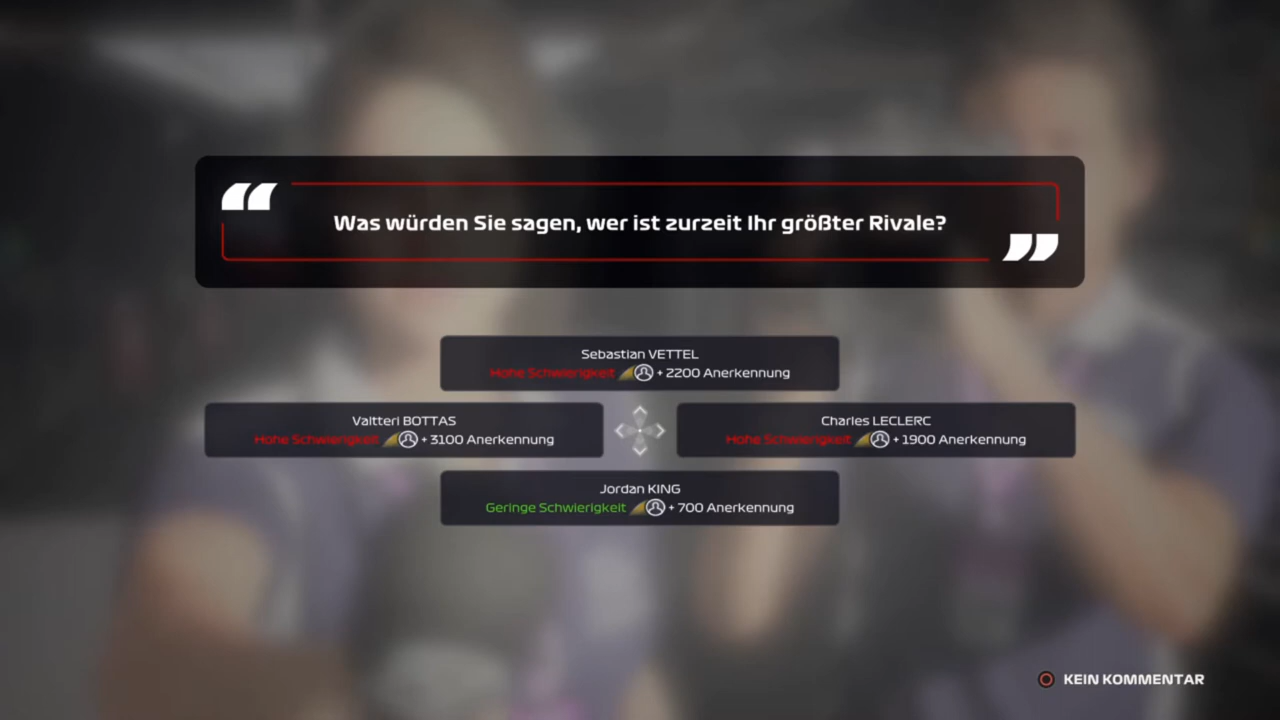 Was würden Sie sagen, wer ist zurzeit Ihr größter Rivale?
Sebastian VETTEL
Hohe Schwierigkeit + 2200 Anerkennung
Valtteri BOTTAS
Hohe Schwierigkeit + 3100 Anerkennung
Charles LECLERC
Hohe Schwierigkeit + 1900 Anerkennung
Jordan KING
Geringe Schwierigkeit + 700 Anerkennung
KEIN KOMMENTAR